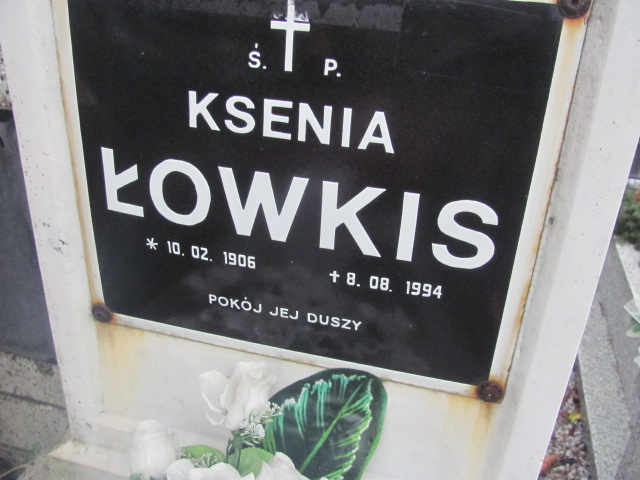 Ś. P.
KSENIA
ŁOWKIS
* 10. 02. 1906
✝ 8. 08. 1994
POKÓJ JEJ DUSZY